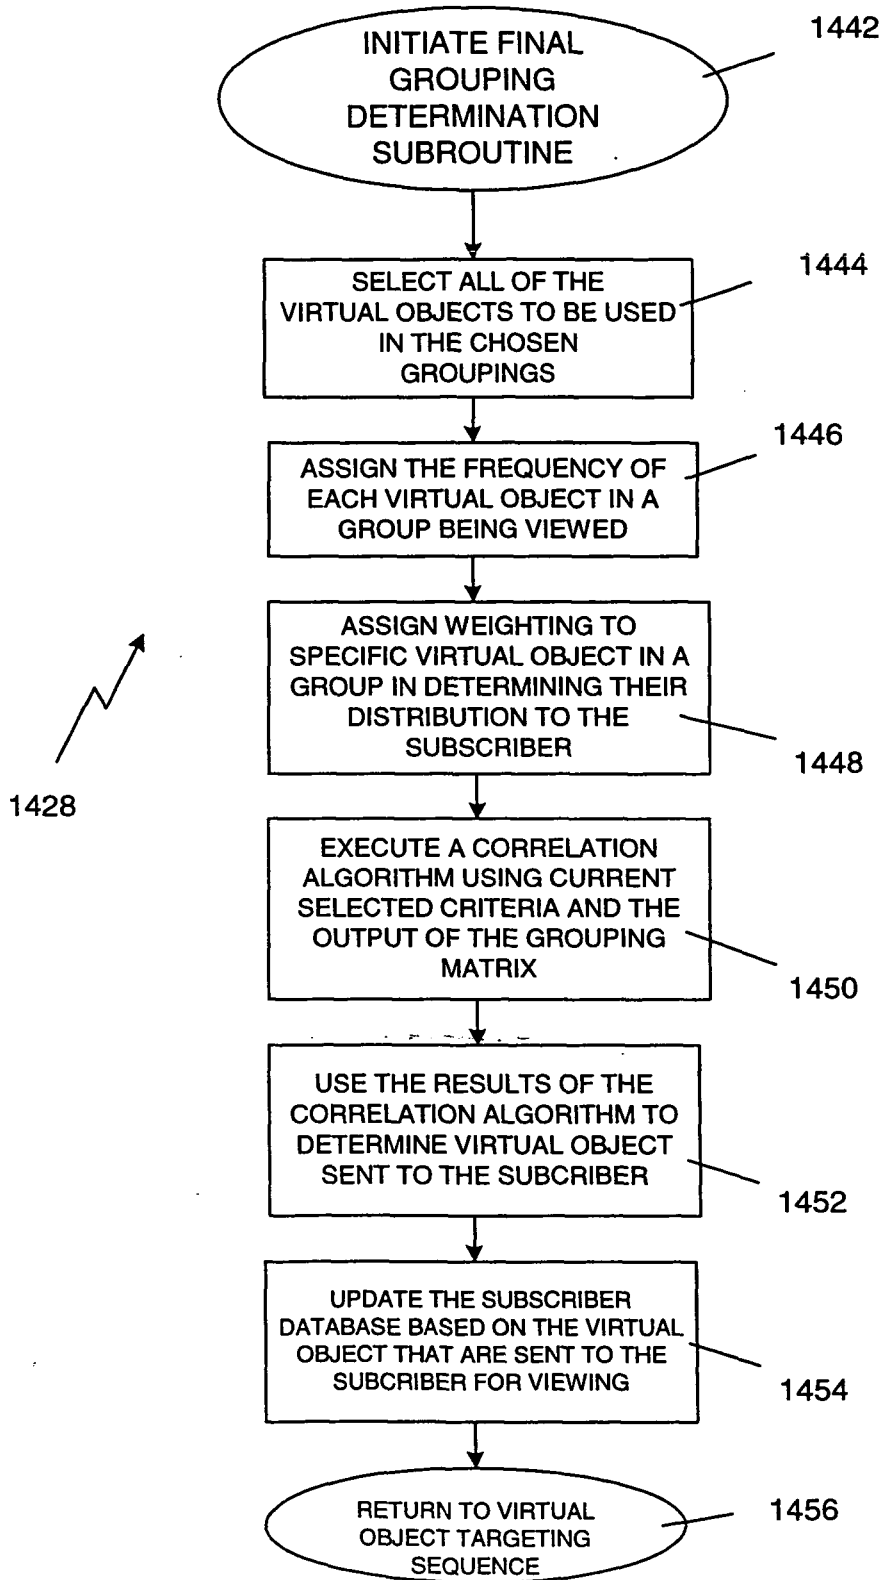 INITIATE FINAL
GROUPING
DETERMINATION
SUBROUTINE
1442
SELECT ALL OF THE
VIRTUAL OBJECTS TO BE USED
IN THE CHOSEN
GROUPINGS
1444
ASSIGN THE FREQUENCY OF
EACH VIRTUAL OBJECT IN A
GROUP BEING VIEWED
1446
ASSIGN WEIGHTING TO
SPECIFIC VIRTUAL OBJECT IN A
GROUP IN DETERMINING THEIR
DISTRIBUTION TO THE
SUBSCRIBER
1448
1428
EXECUTE A CORRELATION
ALGORITHM USING CURRENT
SELECTED CRITERIA AND THE
OUTPUT OF THE GROUPING
MATRIX
1450
USE THE RESULTS OF THE
CORRELATION ALGORITHM TO
DETERMINE VIRTUAL OBJECT
SENT TO THE SUBCRIBER
1452
UPDATE THE SUBSCRIBER
DATABASE BASED ON THE VIRTUAL
OBJECT THAT ARE SENT TO THE
SUBCRIBER FOR VIEWING
1454
RETURN TO VIRTUAL
OBJECT TARGETING
SEQUENCE
1456